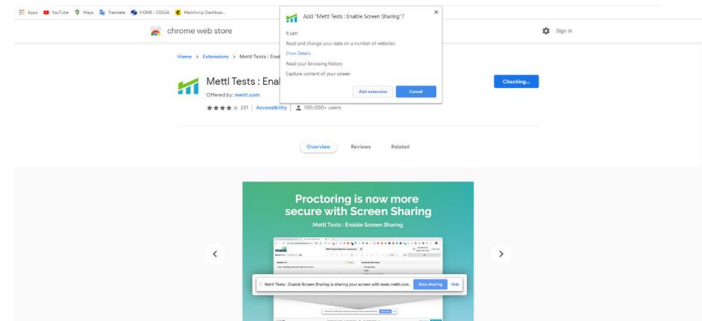 Apps YouTube Maps Translate HOME - CDSGA Mailchimp Dashboa...
chrome web store
Sign in
Add "Mettl Tests : Enable Screen Sharing"?
It can:
Read and change your data on a number of websites
Show Details
Read your browsing history
Capture content of your screen
Add extension Cancel
Home > Extensions > Mettl Tests : Enab
Mettl Tests : Enal
Offered by: mettl.com
231 Accessibility 100,000+ users
Checking...
Overview Reviews Related
Proctoring is now more
secure with Screen Sharing
Mettl Tests : Enable Screen Sharing
Mettl Tests : Enable Screen Sharing is sharing your screen with tests.mettl.com. Stop sharing Hide